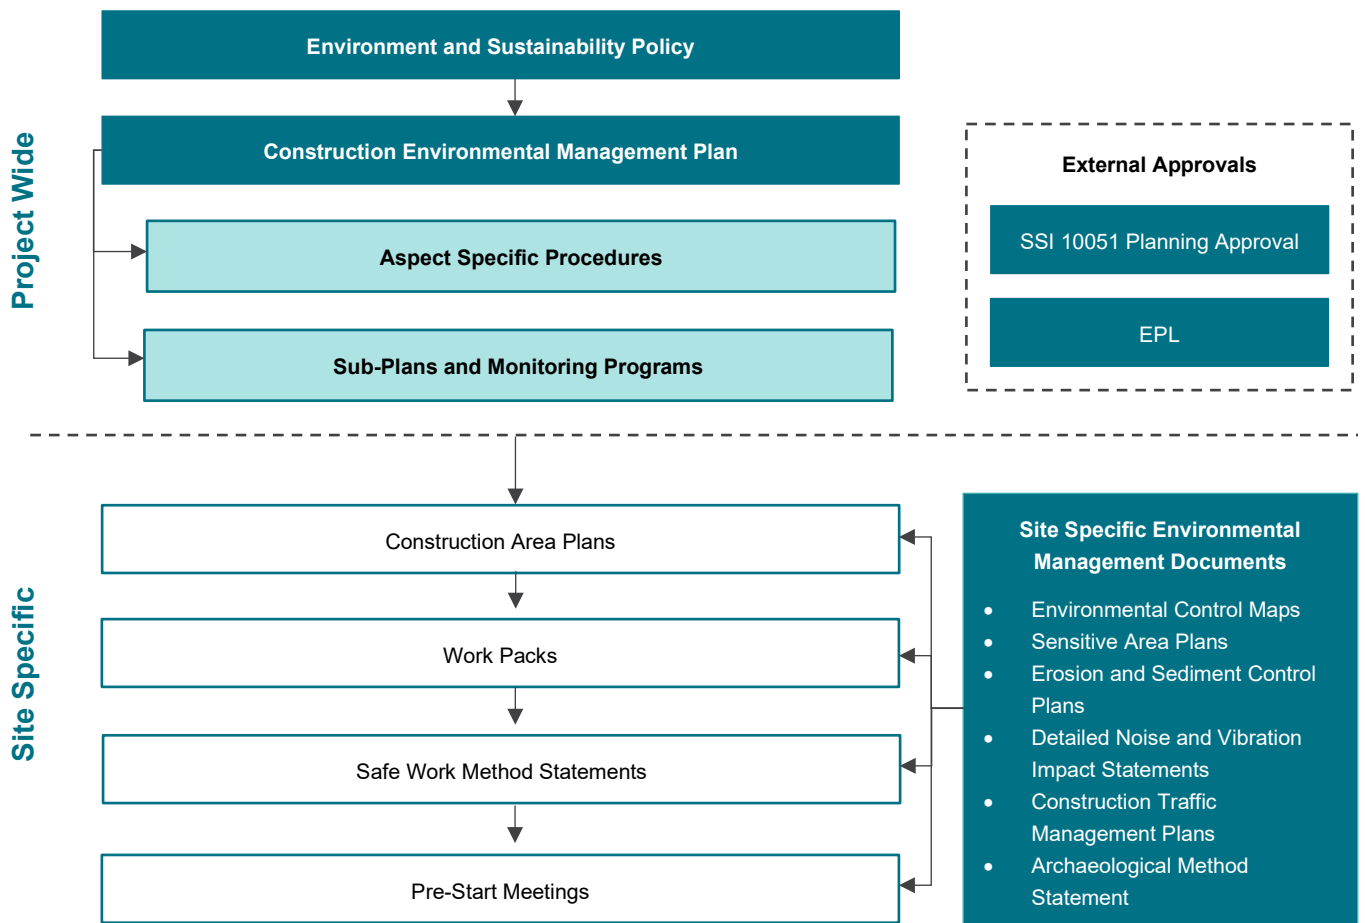 Project Wide
Environment and Sustainability Policy
Construction Environmental Management Plan
Aspect Specific Procedures
Sub-Plans and Monitoring Programs
External Approvals
SSI 10051 Planning Approval
EPL
Site Specific
Construction Area Plans
Work Packs
Safe Work Method Statements
Pre-Start Meetings
Site Specific Environmental
Management Documents
• Environmental Control Maps
• Sensitive Area Plans
• Erosion and Sediment Control
Plans
• Detailed Noise and Vibration
Impact Statements
• Construction Traffic
Management Plans
• Archaeological Method
Statement